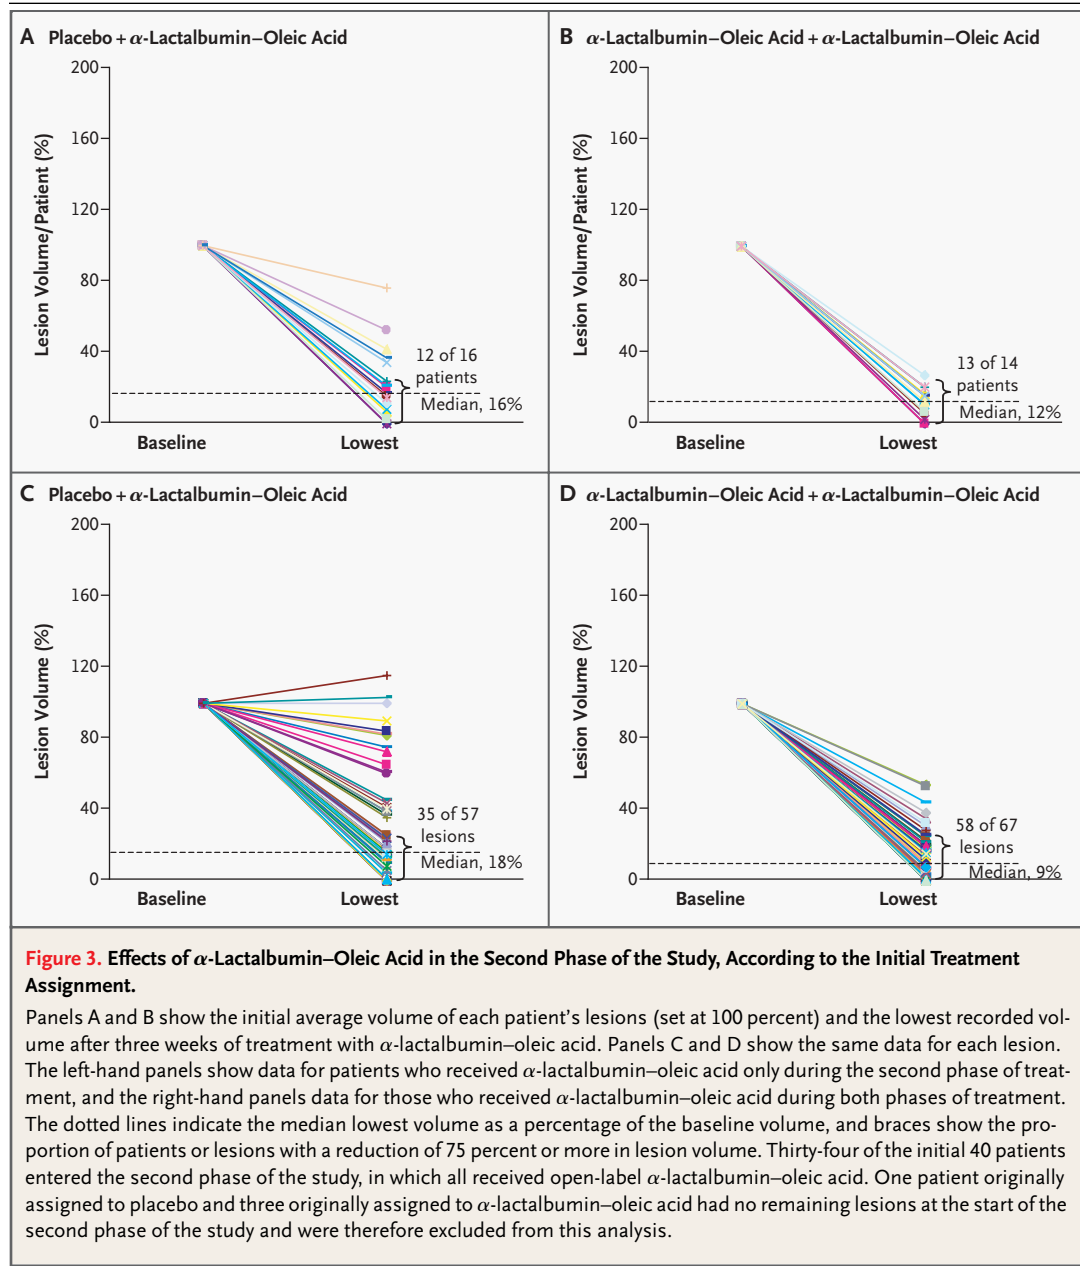 A Placebo + α-Lactalbumin–Oleic Acid
200
160
120
80
40
0
Lesion Volume/Patient (%)
12 of 16
patients
Median, 16%
Baseline
Lowest
B α-Lactalbumin–Oleic Acid + α-Lactalbumin–Oleic Acid
200
160
120
80
40
0
Lesion Volume/Patient (%)
13 of 14
patients
Median, 12%
Baseline
Lowest
C Placebo + α-Lactalbumin–Oleic Acid
200
160
120
80
40
0
Lesion Volume (%)
35 of 57
lesions
Median, 18%
Baseline
Lowest
D α-Lactalbumin–Oleic Acid + α-Lactalbumin–Oleic Acid
200
160
120
80
40
0
Lesion Volume (%)
58 of 67
lesions
Median, 9%
Baseline
Lowest
Figure 3. Effects of α-Lactalbumin–Oleic Acid in the Second Phase of the Study, According to the Initial Treatment
Assignment.
Panels A and B show the initial average volume of each patient's lesions (set at 100 percent) and the lowest recorded vol-
ume after three weeks of treatment with α-lactalbumin–oleic acid. Panels C and D show the same data for each lesion.
The left-hand panels show data for patients who received α-lactalbumin–oleic acid only during the second phase of treat-
ment, and the right-hand panels data for those who received α-lactalbumin–oleic acid during both phases of treatment.
The dotted lines indicate the median lowest volume as a percentage of the baseline volume, and braces show the pro-
portion of patients or lesions with a reduction of 75 percent or more in lesion volume. Thirty-four of the initial 40 patients
entered the second phase of the study, in which all received open-label α-lactalbumin–oleic acid. One patient originally
assigned to placebo and three originally assigned to α-lactalbumin–oleic acid had no remaining lesions at the start of the
second phase of the study and were therefore excluded from this analysis.